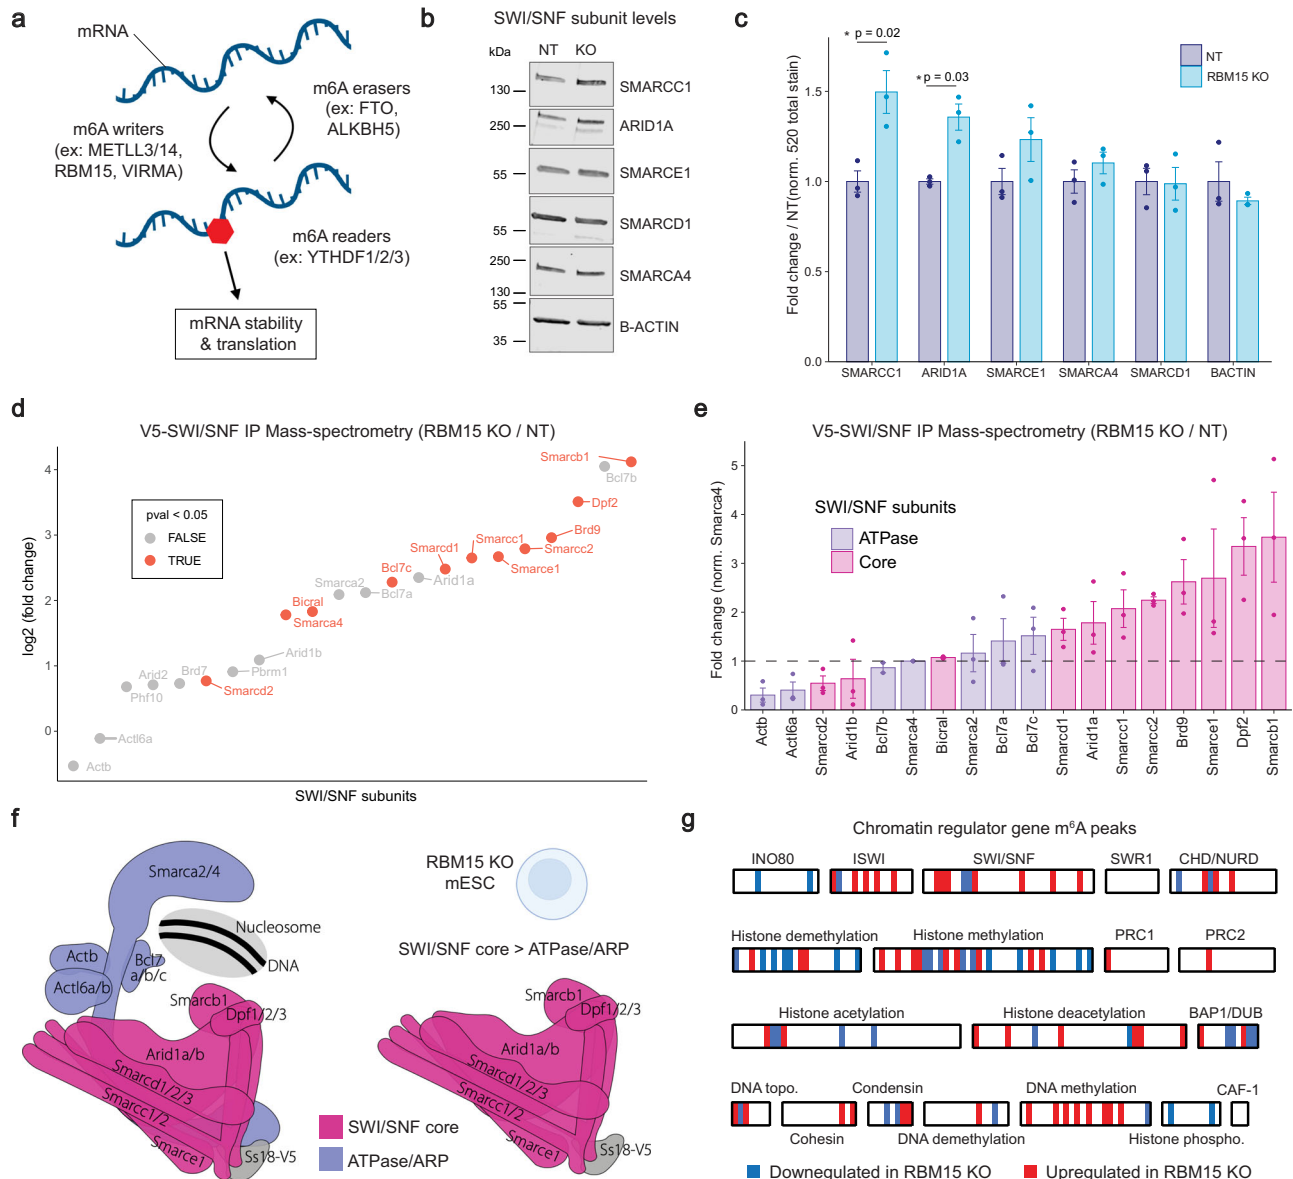 a
mRNA
m6A erasers
(ex: FTO,
ALKBH5)
m6A writers
(ex: METLL3/14,
RBM15, VIRMA)
m6A readers
(ex: YTHDF1/2/3)
mRNA stability
& translation
b
SWI/SNF subunit levels
kDa
NT KO
130
SMARCC1
250
ARID1A
55
SMARCE1
55
SMARCD1
250
130
SMARCA4
55
35
B-ACTIN
c
Fold change / NT(norm. 520 total stain)
1.5
1.0
0.5
0.0
* p = 0.02
* p = 0.03
NT
RBM15 KO
SMARCC1 ARID1A SMARCE1 SMARCA4 SMARCD1 BACTIN
d
V5-SWI/SNF IP Mass-spectrometry (RBM15 KO / NT)
log2 (fold change)
4
3
2
1
0
pval < 0.05
FALSE
TRUE
Smarcb1
Bcl7b
Dpf2
Brd9
Smarcc1
Smarcc2
Smarcd1
Smarce1
Bcl7c
Arid1a
Smarca2
Bcl7a
Bicral
Smarca4
Arid1b
Pbrm1
Brd7
Arid2
Phf10
Smarcd2
Actl6a
Actb
SWI/SNF subunits
e
V5-SWI/SNF IP Mass-spectrometry (RBM15 KO / NT)
Fold change (norm. Smarca4)
5
4
3
2
1
0
SWI/SNF subunits
ATPase
Core
Actb
Actl6a
Smarcd2
Arid1b
Bcl7b
Smarca4
Bicral
Smarca2
Bcl7a
Bcl7c
Smarcd1
Arid1a
Smarcc1
Smarcc2
Brd9
Smarce1
Dpf2
Smarcb1
f
Smarca2/4
Nucleosome
DNA
Actb
Bcl7
a/b/c
Actl6a/b
Smarcb1
Dpf1/2/3
Arid1a/b
Smarcd1/2/3
Smarcc1/2
Smarce1
Ss18-V5
SWI/SNF core
ATPase/ARP
RBM15 KO
mESC
SWI/SNF core > ATPase/ARP
Smarcb1
Dpf1/2/3
Arid1a/b
Smarcd1/2/3
Smarcc1/2
Smarce1
Ss18-V5
g
Chromatin regulator gene m⁶A peaks
INO80 ISWI SWI/SNF SWR1 CHD/NURD
Histone demethylation Histone methylation PRC1 PRC2
Histone acetylation Histone deacetylation BAP1/DUB
DNA topo. Condensin DNA methylation CAF-1
Cohesin DNA demethylation Histone phospho.
Downegulated in RBM15 KO
Upregulated in RBM15 KO